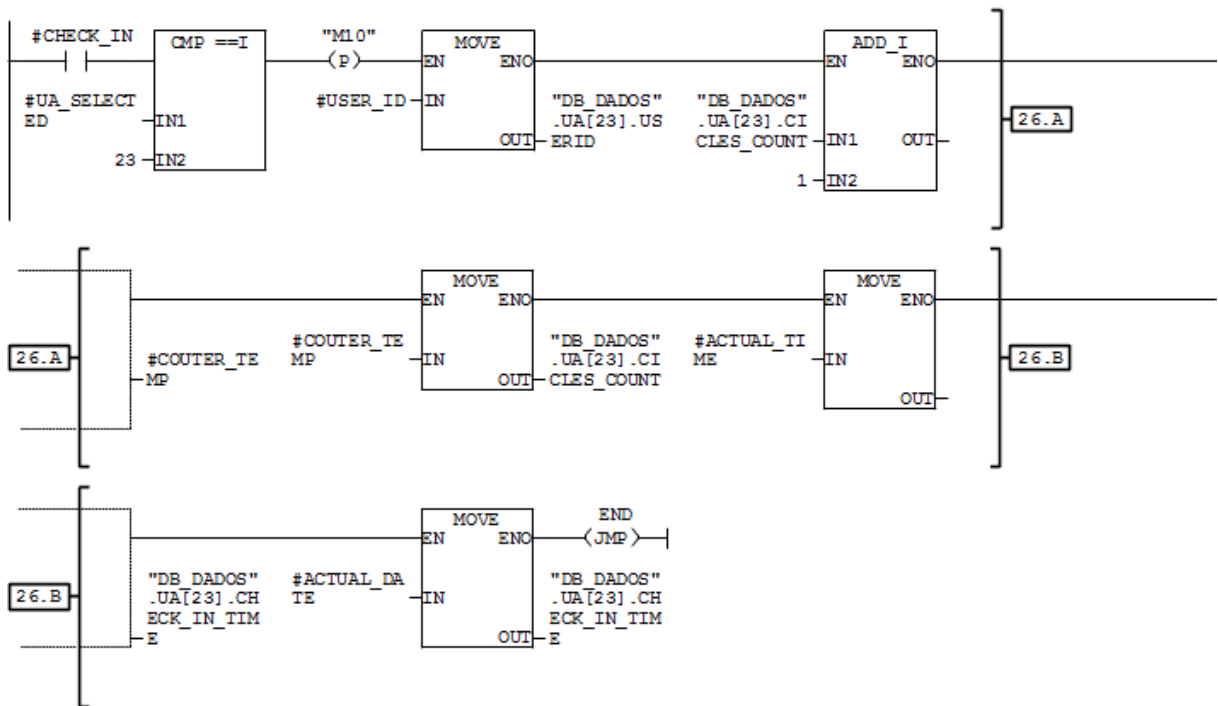 #CHECK_IN
CMP ==I
"M10"
(P)
MOVE
ADD_I
EN ENO
EN ENO
#UA_SELECT
ED
IN1
#USER_ID
IN
"DB_DADOS"
.UA[23].US
ERID
OUT
"DB_DADOS"
.UA[23].CI
CLES_COUNT
IN1
OUT
26.A
23
IN2
1
IN2
MOVE
MOVE
EN ENO
EN ENO
26.A
#COUTER_TE
MP
#COUTER_TE
MP
IN
"DB_DADOS"
.UA[23].CI
CLES_COUNT
OUT
#ACTUAL_TI
ME
IN
OUT
26.B
MOVE
END
EN ENO
(JMP)
26.B
"DB_DADOS"
.UA[23].CH
ECK_IN_TIM
E
#ACTUAL_DA
TE
IN
"DB_DADOS"
.UA[23].CH
ECK_IN_TIM
E
OUT